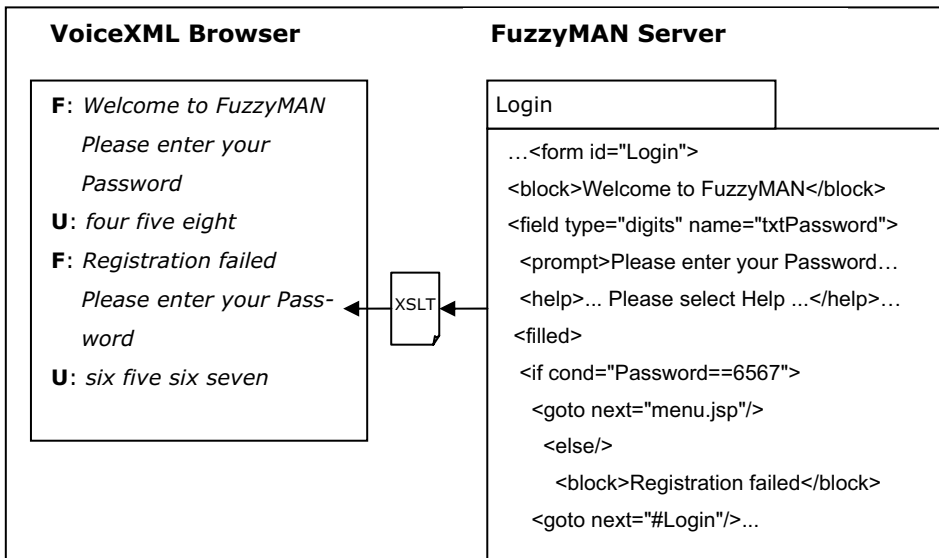 VoiceXML Browser
F: Welcome to FuzzyMAN
Please enter your
Password
U: four five eight
F: Registration failed
Please enter your Pass-
word
U: six five six seven
XSLT
FuzzyMAN Server
Login
…<form id="Login">
<block>Welcome to FuzzyMAN</block>
<field type="digits" name="txtPassword">
<prompt>Please enter your Password…
<help>... Please select Help ...</help>…
<filled>
<if cond="Password==6567">
<goto next="menu.jsp"/>
<else/>
<block>Registration failed</block>
<goto next="#Login"/>...